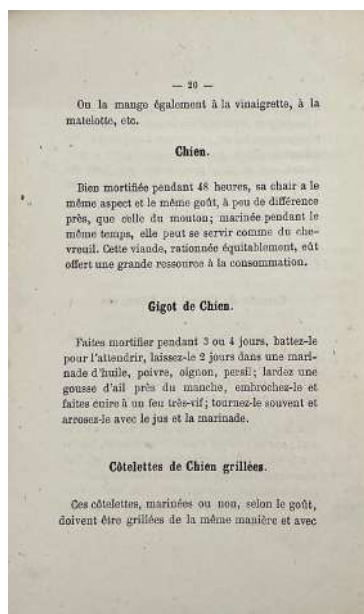 — 20 —
On la mange également à la vinaigrette, à la
matelotte, etc.
Chien.
Bien mortifiée pendant 48 heures, sa chair a le
même aspect et le même goût, à peu de différence
près, que celle du mouton; marinée pendant le
même temps, elle peut se servir comme du che-
vreuil. Cette viande, rationnée équitablement, eût
offert une grande ressource à la consommation.
Gigot de Chien.
Faites mortifier pendant 3 ou 4 jours, battez-le
pour l'attendrir, laissez-le 2 jours dans une mari-
nade d'huile, poivre, oignon, persil; lardez une
gousse d'ail près du manche, embrochez-le et
faites cuire à un feu très-vif; tournez-le souvent et
arrosez-le avec le jus et la marinade.
Côtelettes de Chien grillées.
Ces côtelettes, marinées ou non, selon le goût,
doivent être grillées de la même manière et avec